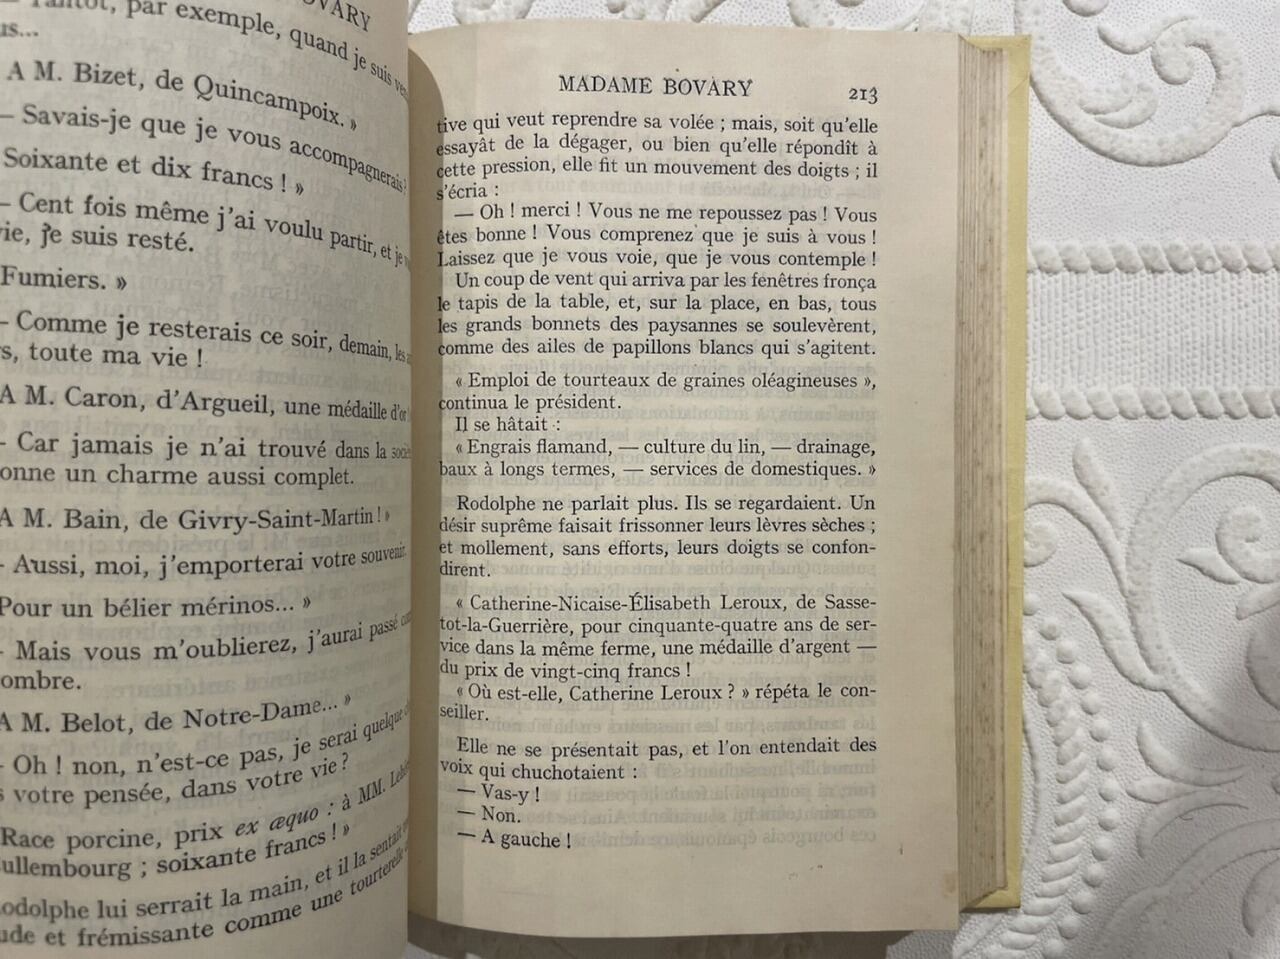 BOVARY
Tantôt, par exemple, quand je suis
us...
A M. Bizet, de Quincampoix. »
— Savais-je que je vous accompagnerais ?
Soixante et dix francs ! »
— Cent fois même j'ai voulu partir, et je
vie, je suis resté.
Fumiers. »
— Comme je resterais ce soir, demain, les
s, toute ma vie !
A M. Caron, d'Argueil, une médaille d'or !
- Car jamais je n'ai trouvé dans la
onne un charme aussi complet.
A M. Bain, de Givry-Saint-Martin ! »
- Aussi, moi, j'emporterai votre souvenir.
Pour un bélier mérinos... »
- Mais vous m'oublierez, j'aurai passé
ombre.
A M. Belot, de Notre-Dame... »
- Oh ! non, n'est-ce pas, je serai quelque
s votre pensée, dans votre vie ?
Race porcine, prix ex æquo : à MM.
ullembourg ; soixante francs ! »
odolphe lui serrait la main, et il la sentait
ude et frémissante comme une tourterelle
MADAME BOVARY
213
tive qui veut reprendre sa volée ; mais, soit qu'elle
essayât de la dégager, ou bien qu'elle répondît à
cette pression, elle fit un mouvement des doigts ; il
s'écria :
— Oh ! merci ! Vous ne me repoussez pas ! Vous
êtes bonne ! Vous comprenez que je suis à vous !
Laissez que je vous voie, que je vous contemple !
Un coup de vent qui arriva par les fenêtres fronça
le tapis de la table, et, sur la place, en bas, tous
les grands bonnets des paysannes se soulevèrent,
comme des ailes de papillons blancs qui s'agitent.
« Emploi de tourteaux de graines oléagineuses »,
continua le président.
Il se hâtait :
« Engrais flamand, — culture du lin, — drainage,
baux à longs termes, — services de domestiques. »
Rodolphe ne parlait plus. Ils se regardaient. Un
désir suprême faisait frissonner leurs lèvres sèches ;
et mollement, sans efforts, leurs doigts se confon-
dirent.
« Catherine-Nicaise-Élisabeth Leroux, de Sasse-
tot-la-Guerrière, pour cinquante-quatre ans de ser-
vice dans la même ferme, une médaille d'argent —
du prix de vingt-cinq francs !
« Où est-elle, Catherine Leroux ? » répéta le con-
seiller.
Elle ne se présentait pas, et l'on entendait des
voix qui chuchotaient :
— Vas-y !
— Non.
— A gauche !